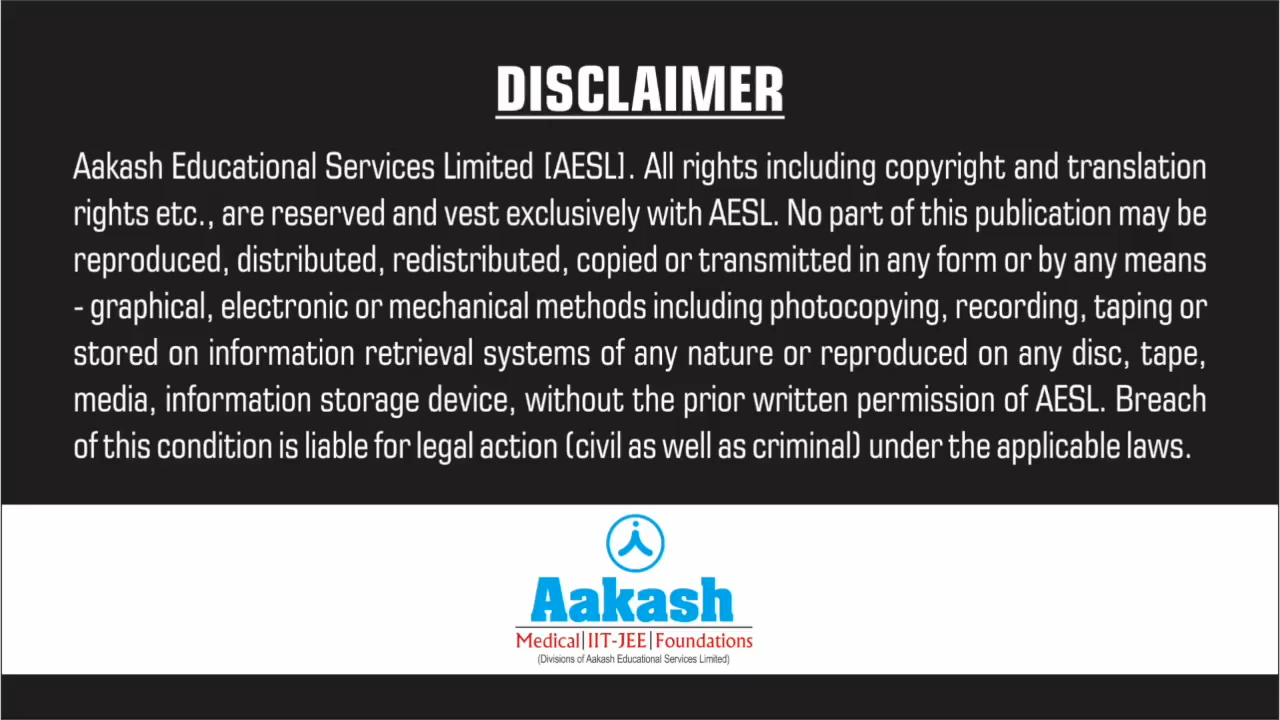 DISCLAIMER
Aakash Educational Services Limited [AESL]. All rights including copyright and translation
rights etc., are reserved and vest exclusively with AESL. No part of this publication may be
reproduced, distributed, redistributed, copied or transmitted in any form or by any means
- graphical, electronic or mechanical methods including photocopying, recording, taping or
stored on information retrieval systems of any nature or reproduced on any disc, tape,
media, information storage device, without the prior written permission of AESL. Breach
of this condition is liable for legal action (civil as well as criminal) under the applicable laws.
Aakash
Medical|IIT-JEE|Foundations
(Divisions of Aakash Educational Services Limited)